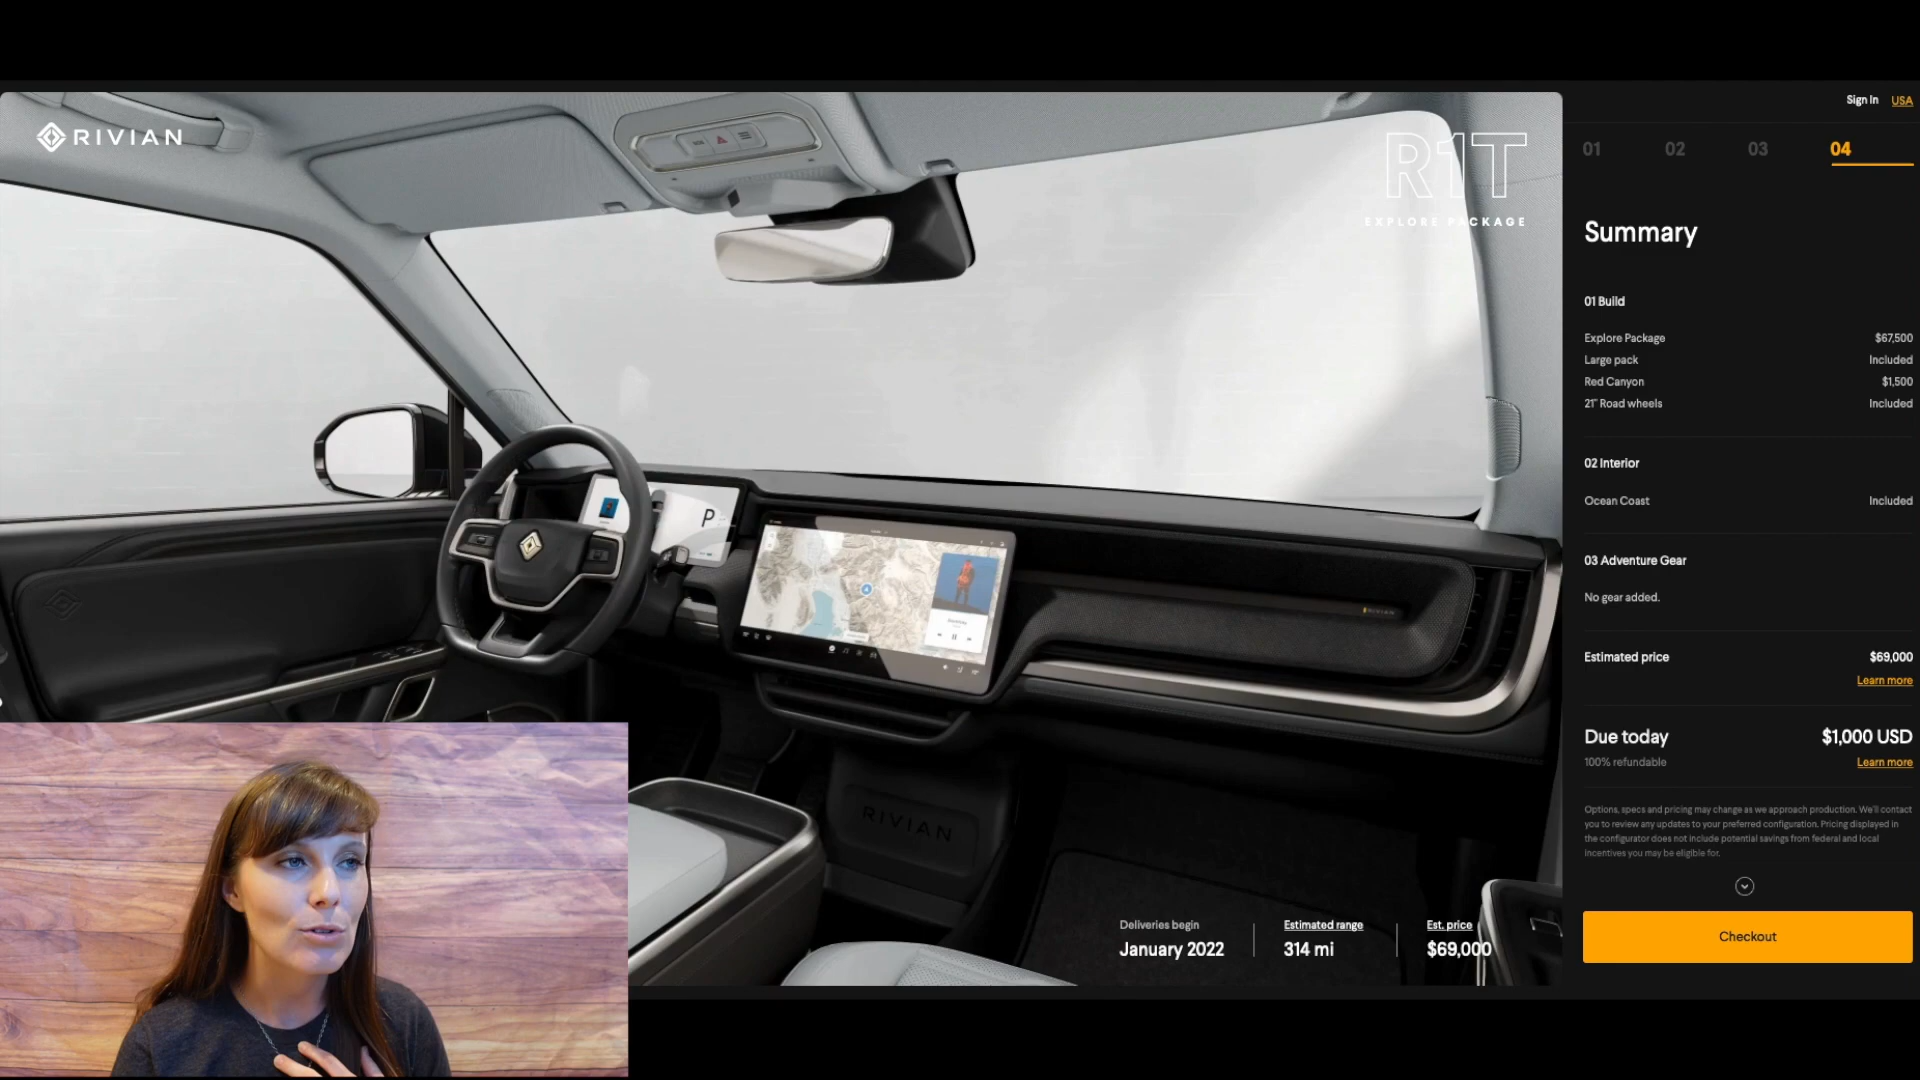 RIVIAN
R1T
EXPLORE PACKAGE
P
RIVIAN
RIVIAN
Deliveries begin
January 2022
Estimated range
314 mi
Est. price
$69,000
Sign In USA
01 02 03 04
Summary
01 Build
Explore Package $67,500
Large pack Included
Red Canyon $1,500
21" Road wheels Included
02 Interior
Ocean Coast Included
03 Adventure Gear
No gear added.
Estimated price $69,000
Learn more
Due today $1,000 USD
100% refundable Learn more
Options, specs and pricing may change as we approach production. We'll contact
you to review any updates to your preferred configuration. Pricing displayed in
the configurator does not include potential savings from federal and local
incentives you may be eligible for.
Checkout